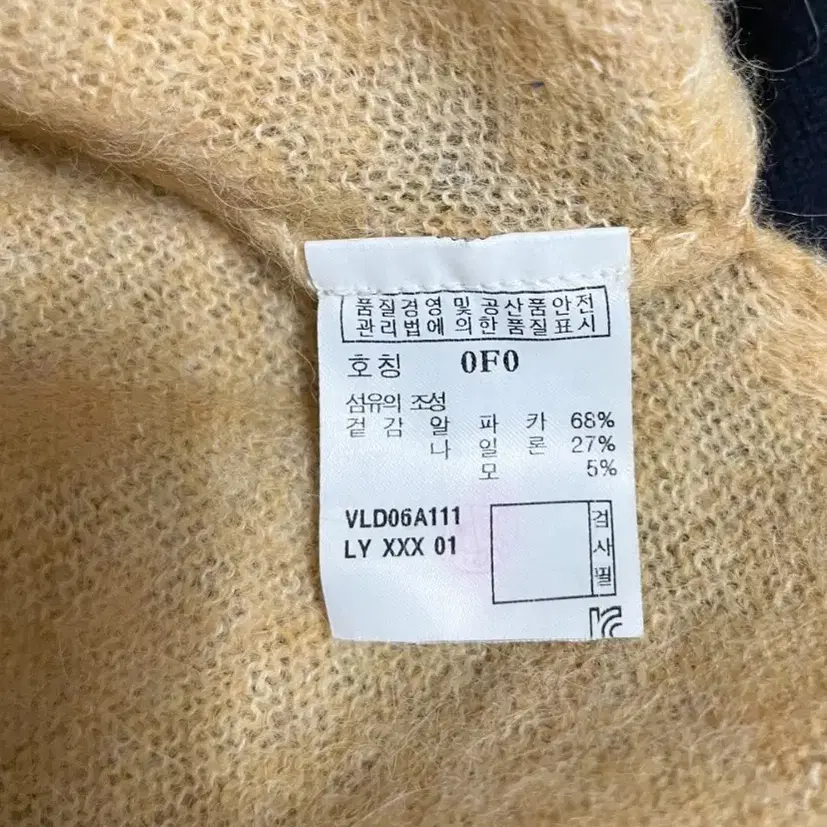 품질경영 및 공산품안전
관리법에 의한 품질표시
호칭 0F0
섬유의 조성
겉감 알파카 68%
나일론 27%
모 5%
VLD06A111
LY XXX 01
검사필